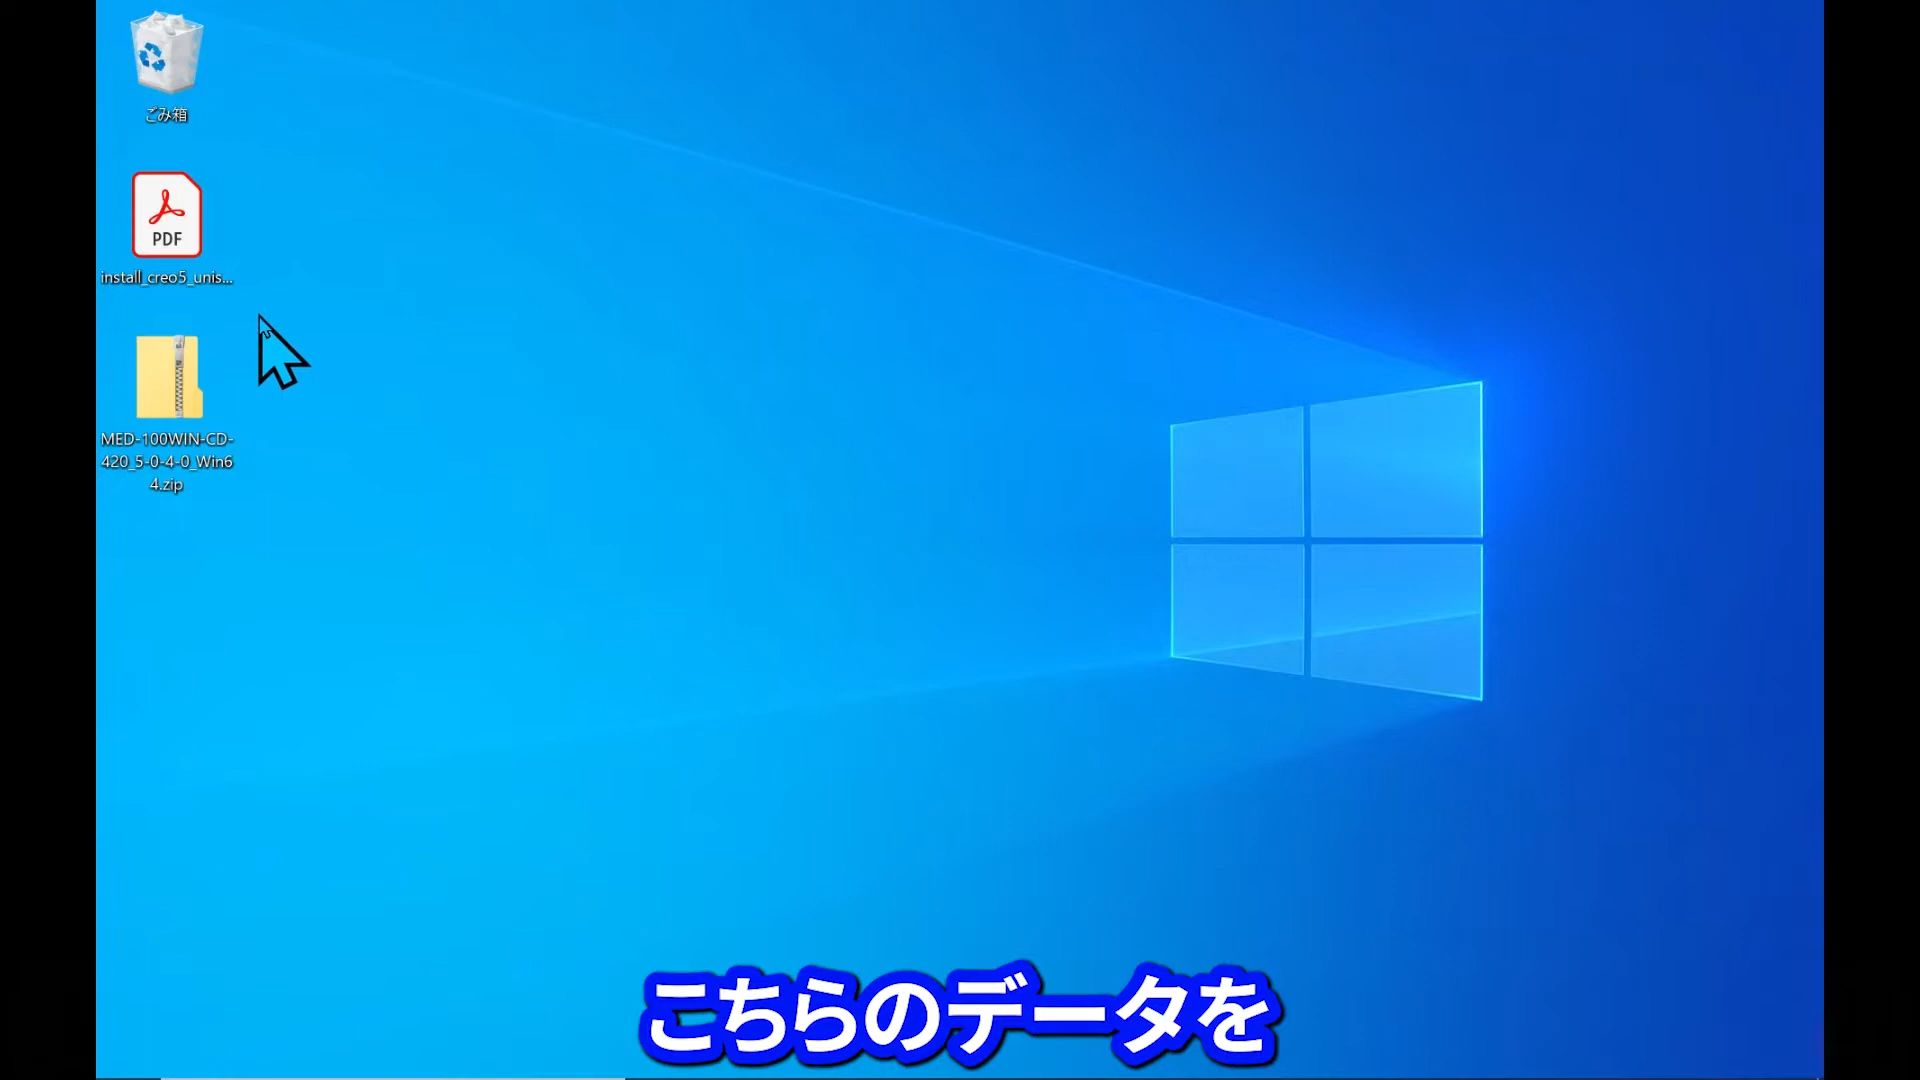 ごみ箱
PDF
install_creo5_unis...
MED-100WIN-CD-
420_5-0-4-0_Win6
4.zip
こちらのデータを